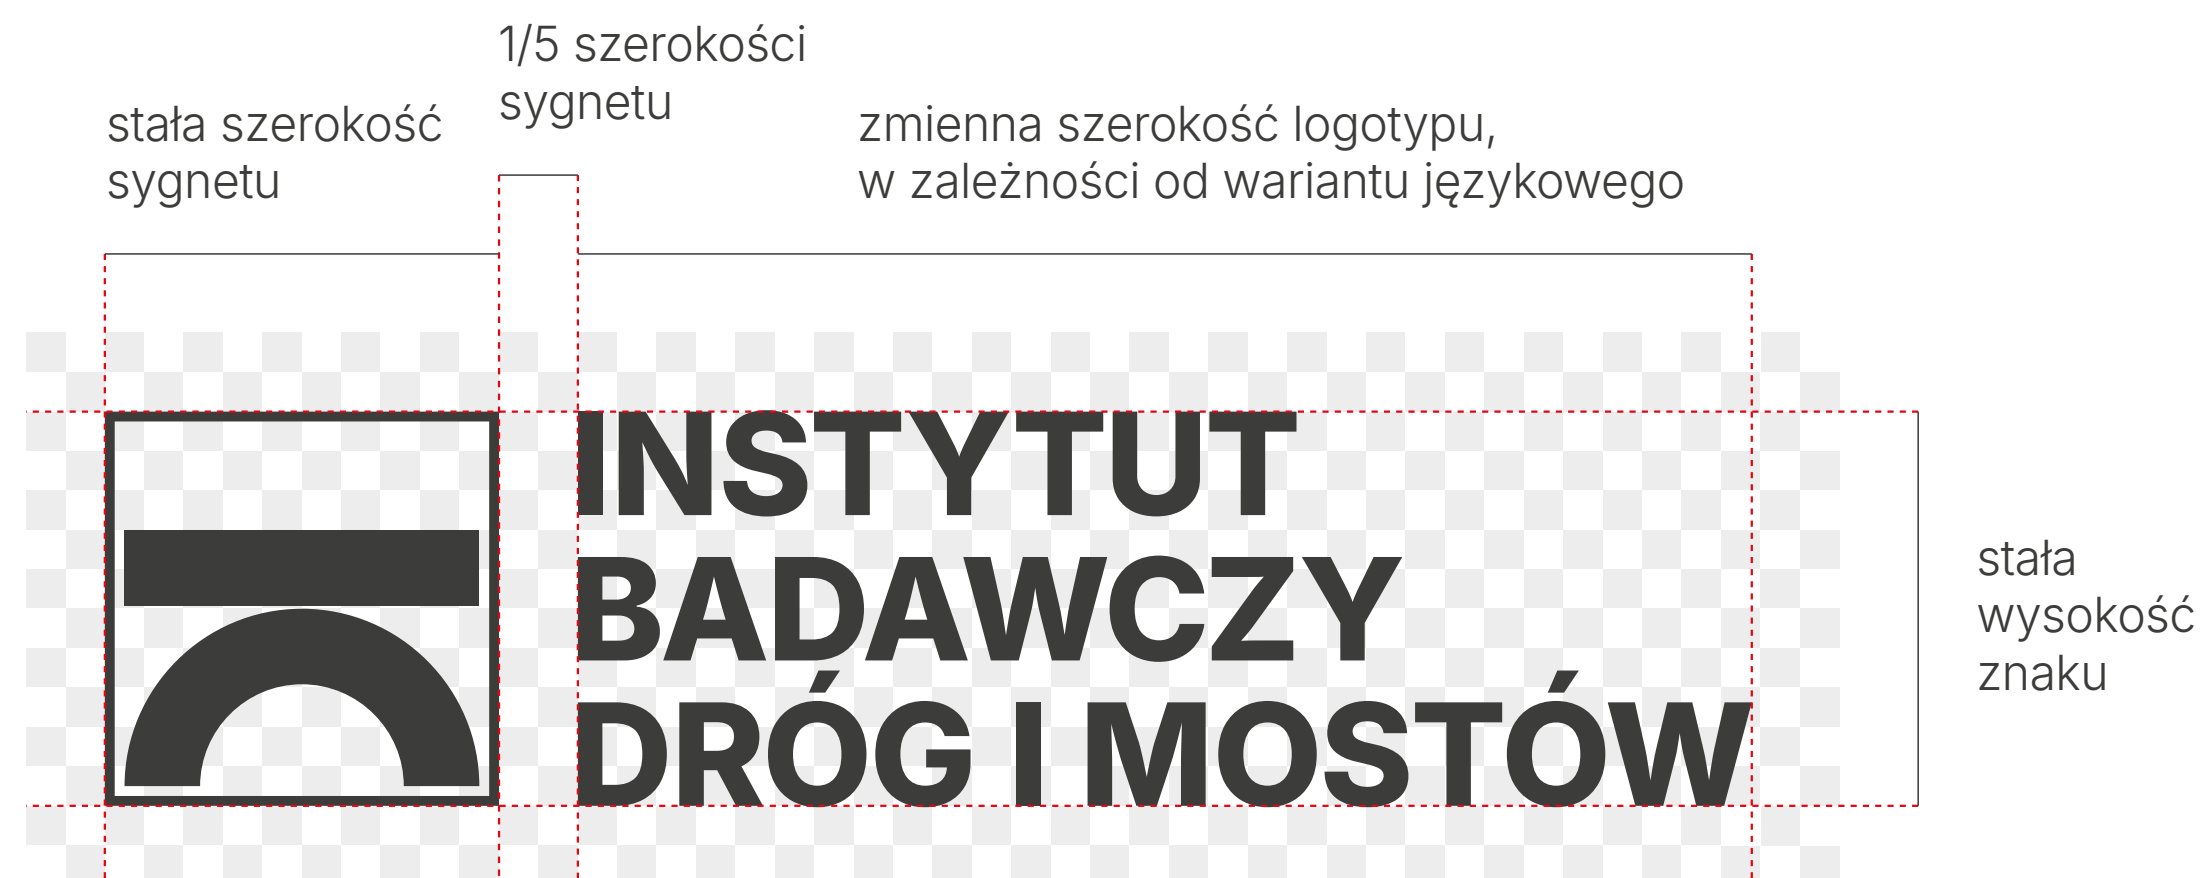 1/5 szerokości
sygnetu
stała szerokość
sygnetu
zmienna szerokość logotypu,
w zależności od wariantu językowego
INSTYTUT
BADAWCZY
DRÓG I MOSTÓW
stała
wysokość
znaku